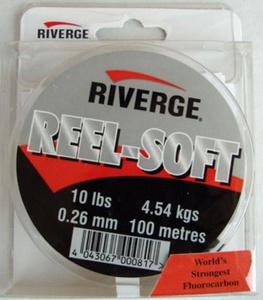 RIVERGE
RIVERGE®
REEL-SOFT
10 lbs 4.54 kgs
0.26 mm 100 metres
4 043067 000817 >
World's
Strongest
Fluorocarbon